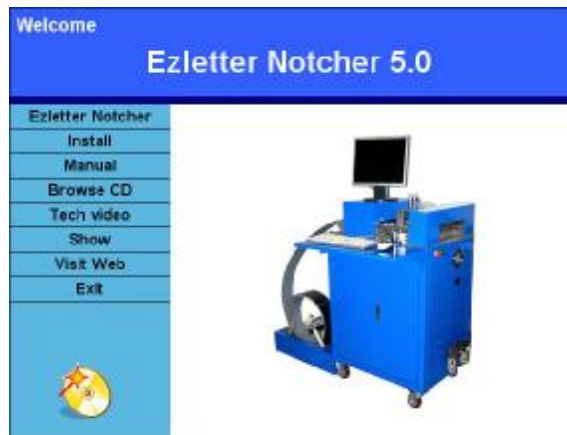 Welcome
Ezletter Notcher 5.0
Ezletter Notcher
Install
Manual
Browse CD
Tech video
Show
Visit Web
Exit